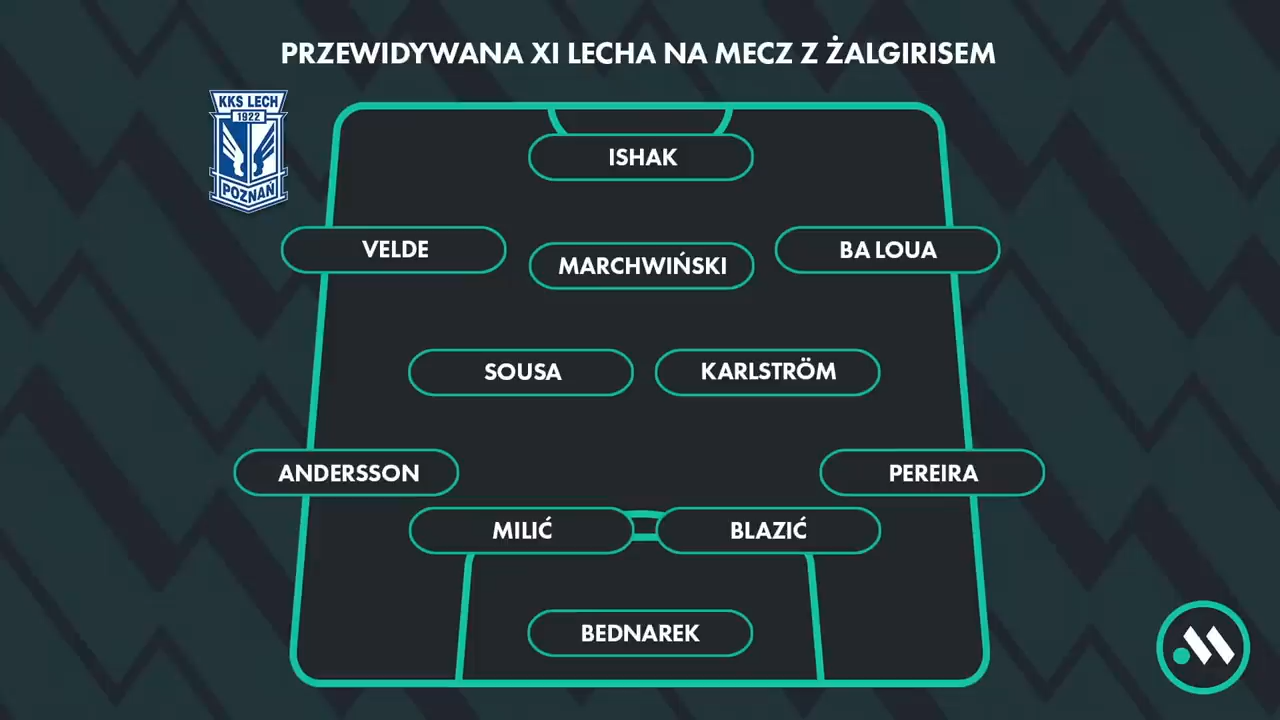 PRZEWIDYWANA XI LECHA NA MECZ Z ŻALGIRISEM
KKS LECH
1922
POZNAŃ
ISHAK
VELDE
MARCHWIŃSKI
BA LOUA
SOUSA
KARLSTRÖM
ANDERSSON
PEREIRA
MILIĆ
BLAZIĆ
BEDNAREK